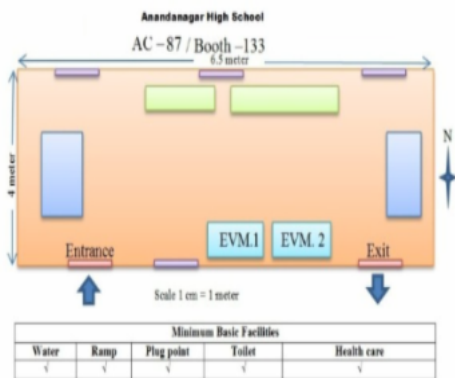 Anandanagar High School
AC – 87 / Booth –133
6.5 meter
4 meter
N
EVM.1 EVM. 2
Entrance Exit
Scale 1 cm = 1 meter
Minimum Basic Facilities
Water Ramp Plug point Toilet Health care
√ √ √ √ √